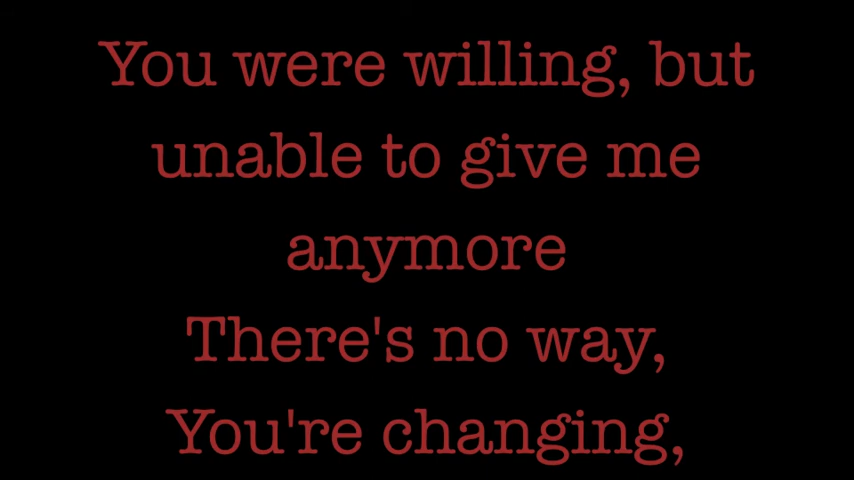 You were willing, but
unable to give me
anymore
There's no way,
You're changing,